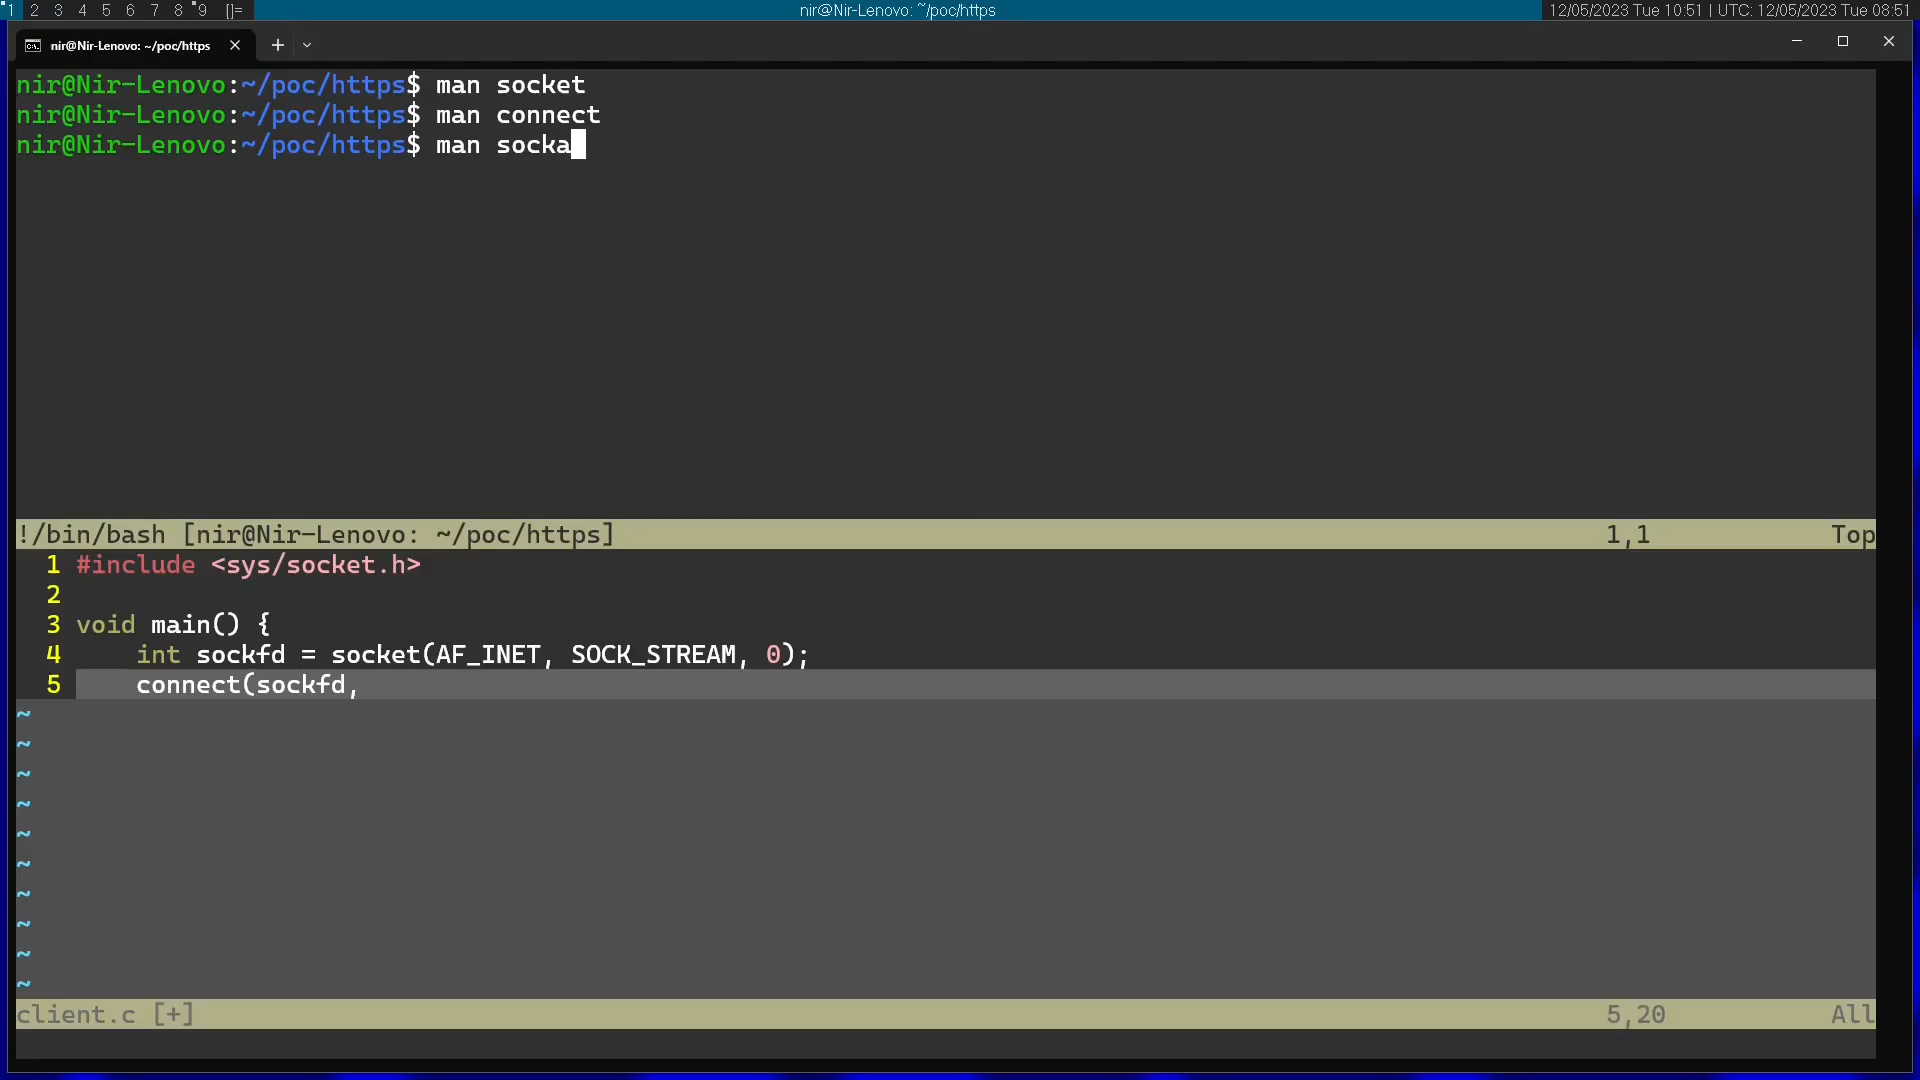 1 2 3 4 5 6 7 8 9 []= nir@Nir-Lenovo: ~/poc/https 12/05/2023 Tue 10:51 | UTC: 12/05/2023 Tue 08:51
nir@Nir-Lenovo: ~/poc/https
nir@Nir-Lenovo:~/poc/https$ man socket
nir@Nir-Lenovo:~/poc/https$ man connect
nir@Nir-Lenovo:~/poc/https$ man socka
!/bin/bash [nir@Nir-Lenovo: ~/poc/https] 1,1 Top
1 #include <sys/socket.h>
2
3 void main() {
4 int sockfd = socket(AF_INET, SOCK_STREAM, 0);
5 connect(sockfd,
~
~
~
~
~
~
~
~
~
~
client.c [+] 5,20 All